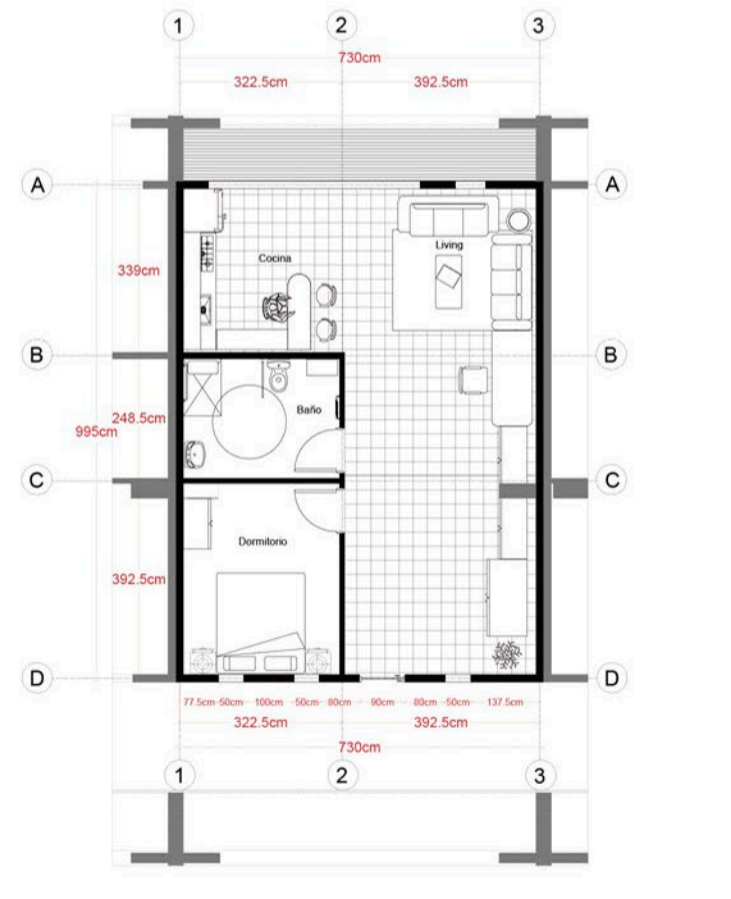 1 2 3
730cm
322.5cm 392.5cm
A A
Living
Cocina
339cm
B B
Baño
248.5cm
995cm
C C
Dormitorio
392.5cm
D D
77.5cm 50cm 100cm 50cm 80cm 90cm 80cm 50cm 137.5cm
322.5cm 392.5cm
730cm
1 2 3